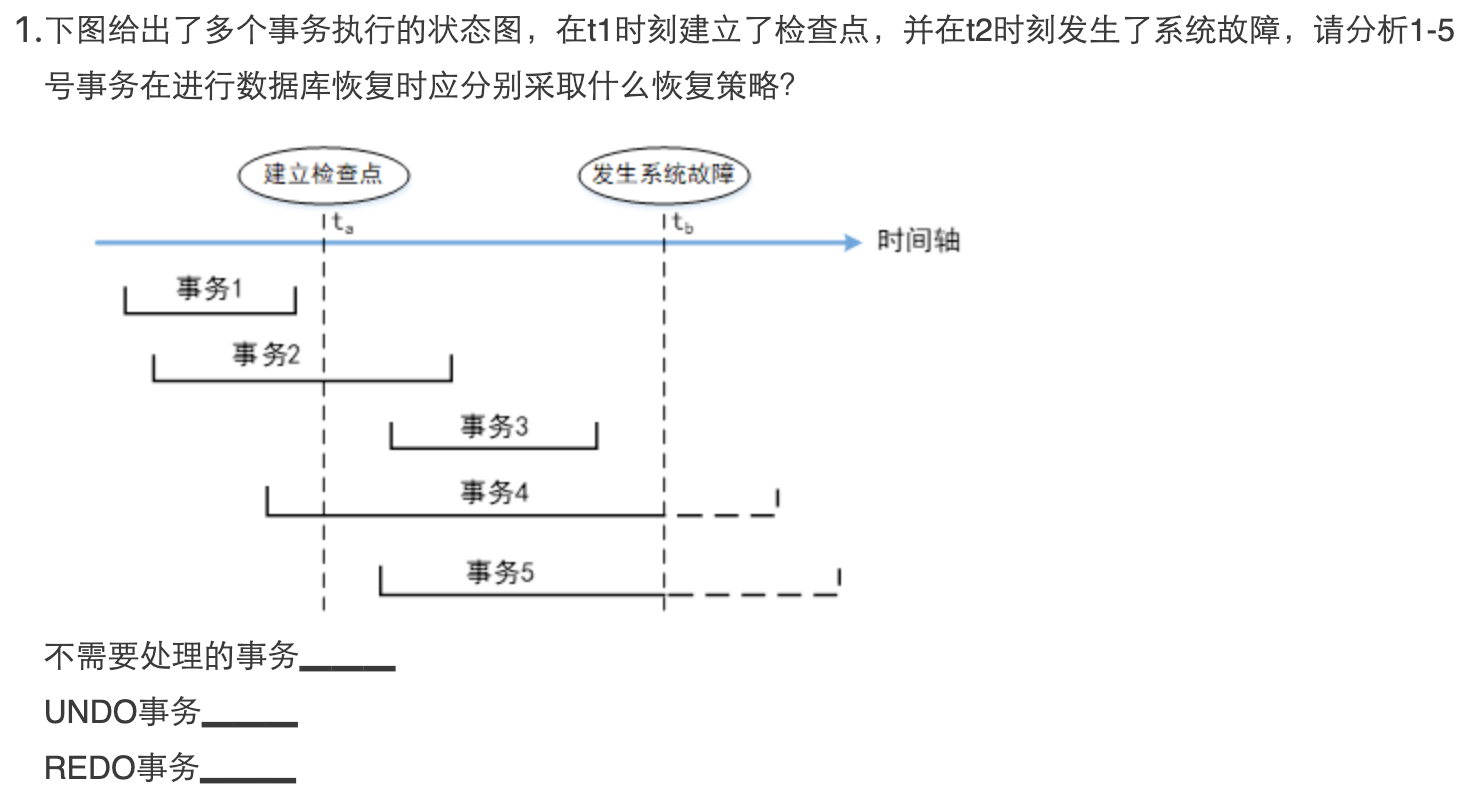 1.下图给出了多个事务执行的状态图，在t1时刻建立了检查点，并在t2时刻发生了系统故障，请分析1-5
号事务在进行数据库恢复时应分别采取什么恢复策略？
建立检查点
发生系统故障
ta
tb
时间轴
事务1
事务2
事务3
事务4
事务5
不需要处理的事务______
UNDO事务______
REDO事务______